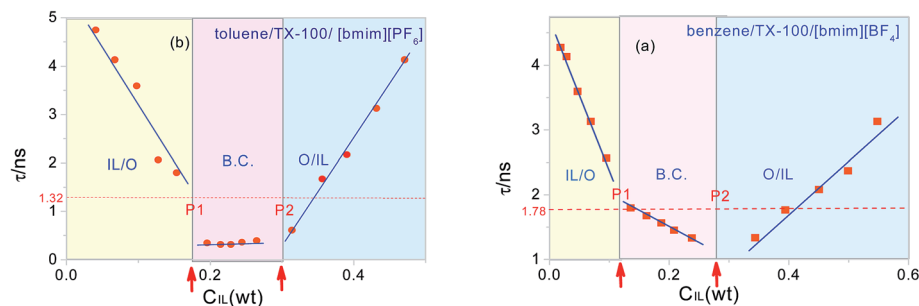 toluene/TX-100/ [bmim][PF6]
(b)
τ/ns
5
4
3
2
1
0
1.32
IL/O
B.C.
O/IL
P1
P2
0.0
0.2
0.4
CIL(wt)
benzene/TX-100/[bmim][BF4]
(a)
τ/ns
4
3
2
1
1.78
IL/O
P1
B.C.
P2
O/IL
0.0
0.2
0.4
0.6
CIL(wt)